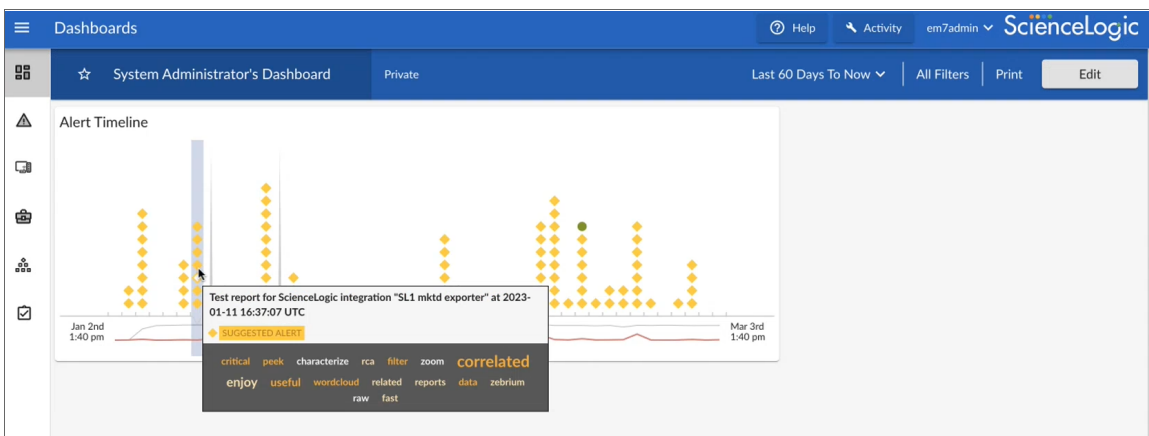 Dashboards
Help
Activity
em7admin
ScienceLogic
System Administrator's Dashboard
Private
Last 60 Days To Now
All Filters
Print
Edit
Alert Timeline
Test report for ScienceLogic integration "SL1 mktd exporter" at 2023-
01-11 16:37:07 UTC
SUGGESTED ALERT
Jan 2nd
1:40 pm
Mar 3rd
1:40 pm
critical peek characterize rca filter zoom correlated
enjoy useful wordcloud related reports data zebrium
raw fast